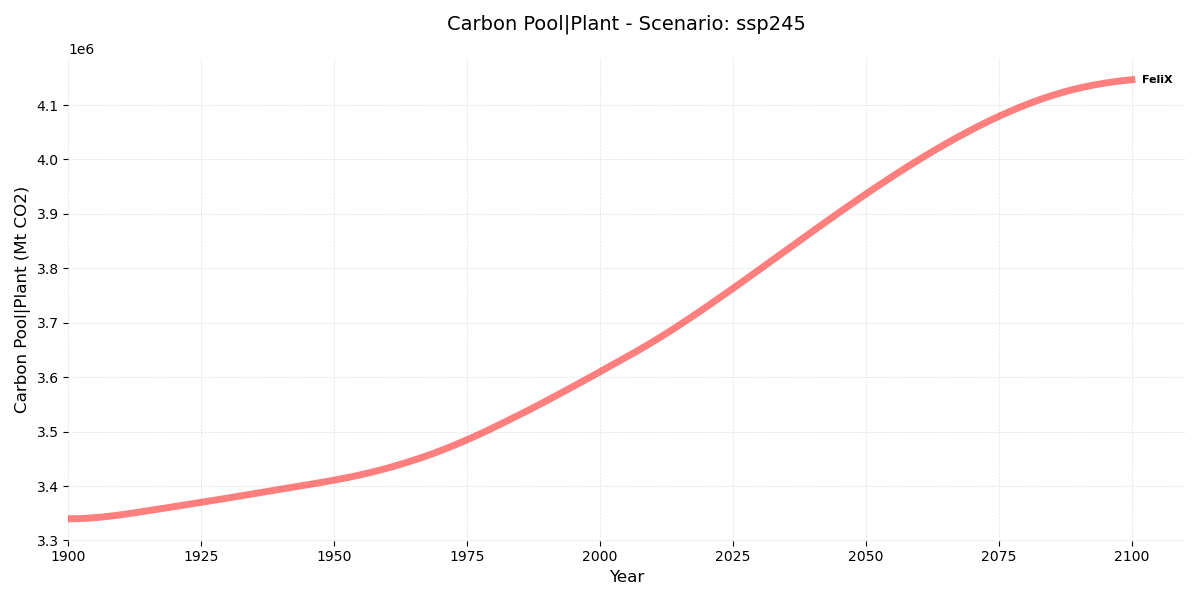 Carbon Pool|Plant - Scenario: ssp245
1e6
4.1
4.0
3.9
3.8
3.7
3.6
3.5
3.4
3.3
Carbon Pool|Plant (Mt CO2)
FeliX
1900 1925 1950 1975 2000 2025 2050 2075 2100
Year